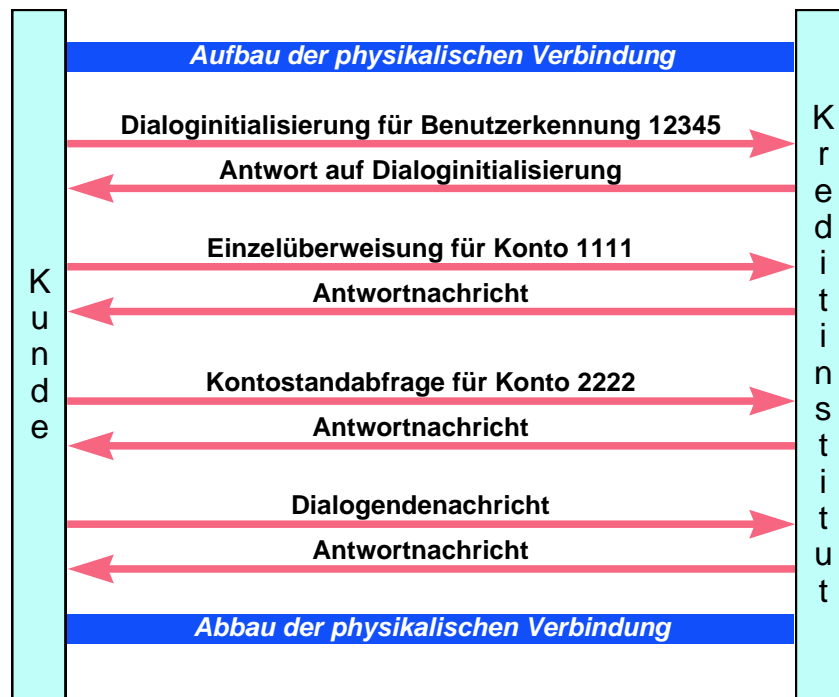 Aufbau der physikalischen Verbindung
Dialoginitialisierung für Benutzerkennung 12345
Antwort auf Dialoginitialisierung
Einzelüberweisung für Konto 1111
Antwortnachricht
Kontostandabfrage für Konto 2222
Antwortnachricht
Dialogendenachricht
Antwortnachricht
Abbau der physikalischen Verbindung
Kunde
Kreditinstitut